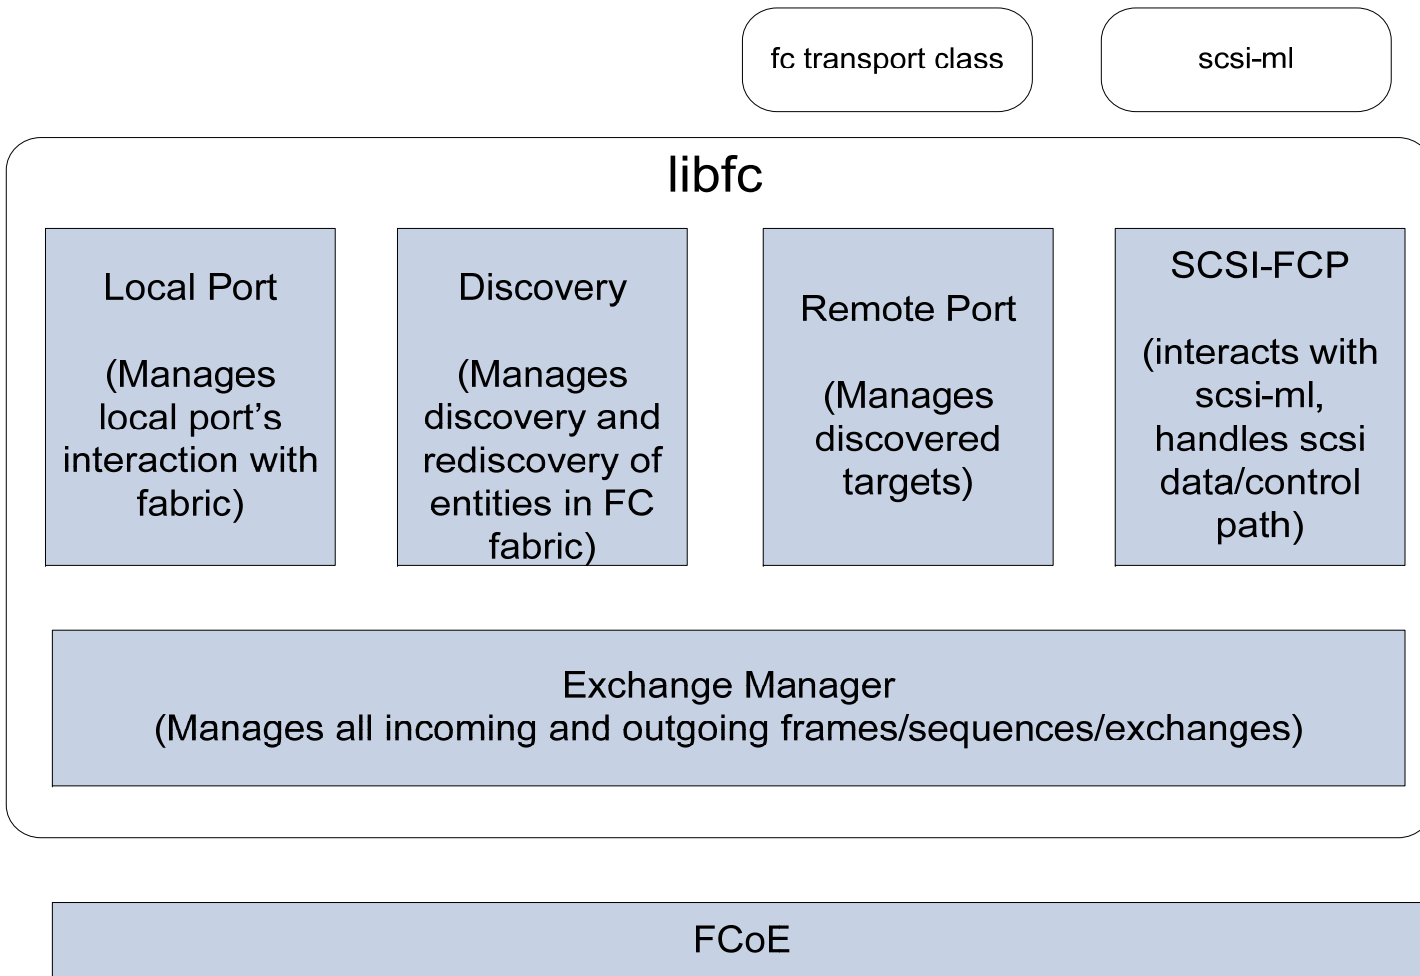 fc transport class
scsi-ml
libfc
Local Port
(Manages
local port’s
interaction with
fabric)
Discovery
(Manages
discovery and
rediscovery of
entities in FC
fabric)
Remote Port
(Manages
discovered
targets)
SCSI-FCP
(interacts with
scsi-ml,
handles scsi
data/control
path)
Exchange Manager
(Manages all incoming and outgoing frames/sequences/exchanges)
FCoE